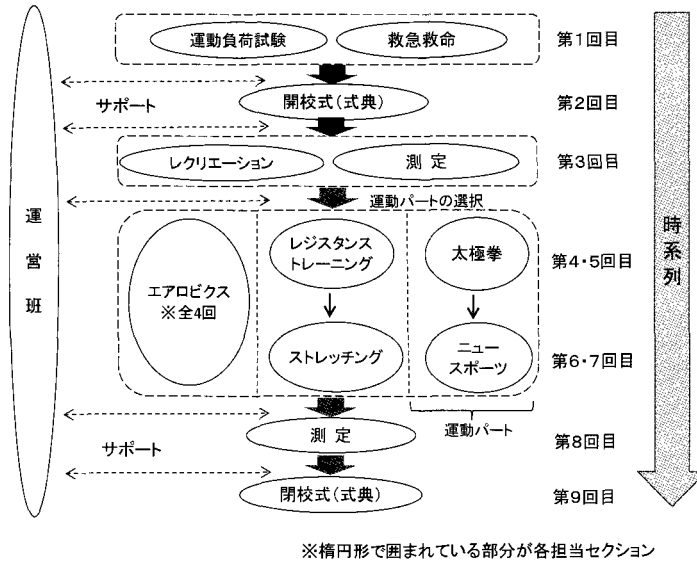 運動負荷試験
救急救命
第1回目
サポート
開校式(式典)
第2回目
レクリエーション
測 定
第3回目
運動パートの選択
運
営
班
エアロビクス
※全4回
レジスタンス
トレーニング
太極拳
第4・5回目
ストレッチング
ニュー
スポーツ
第6・7回目
時
系
列
運動パート
サポート
測 定
第8回目
閉校式(式典)
第9回目
※楕円形で囲まれている部分が各担当セクション